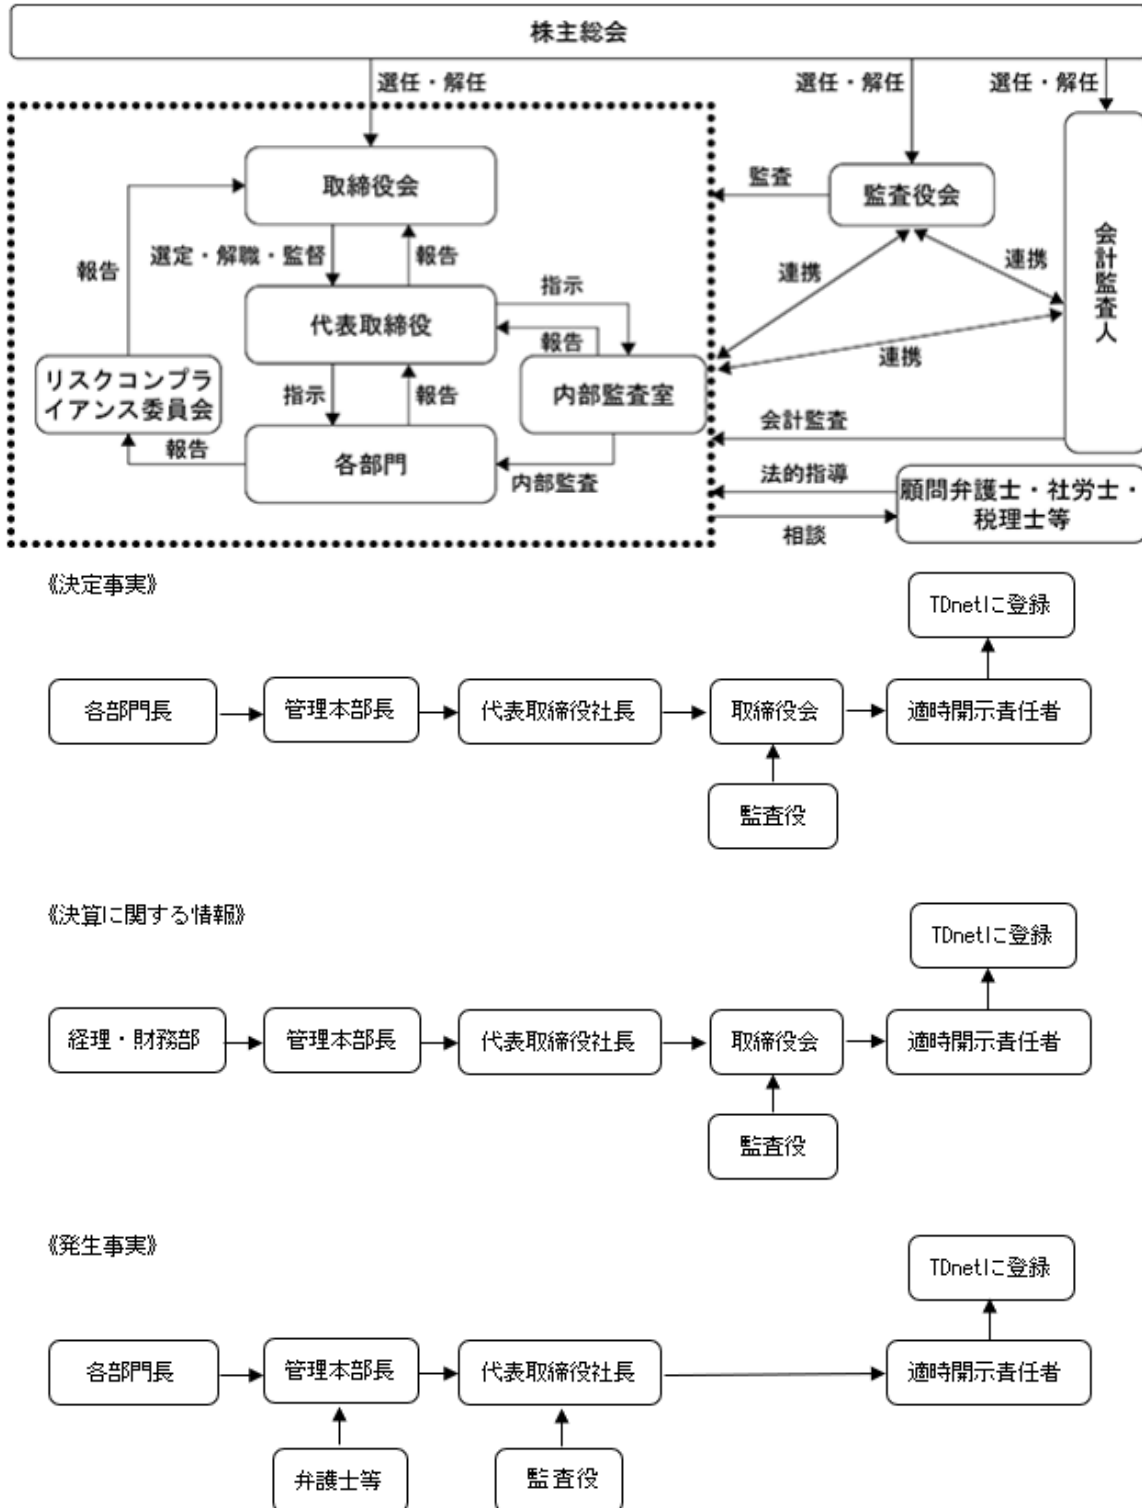 株主総会
選任・解任
選任・解任
選任・解任
取締役会
監査
監査役会
会計監査人
報告
選定・解職・監督
報告
連携
連携
指示
代表取締役
報告
連携
リスクコンプラ
イアンス委員会
指示
報告
内部監査室
会計監査
報告
各部門
内部監査
法的指導
顧問弁護士・社労士・
税理士等
相談
《決定事実》
TDnetに登録
各部門長
管理本部長
代表取締役社長
取締役会
適時開示責任者
監査役
《決算に関する情報》
TDnetに登録
経理・財務部
管理本部長
代表取締役社長
取締役会
適時開示責任者
監査役
《発生事実》
TDnetに登録
各部門長
管理本部長
代表取締役社長
適時開示責任者
弁護士等
監査役